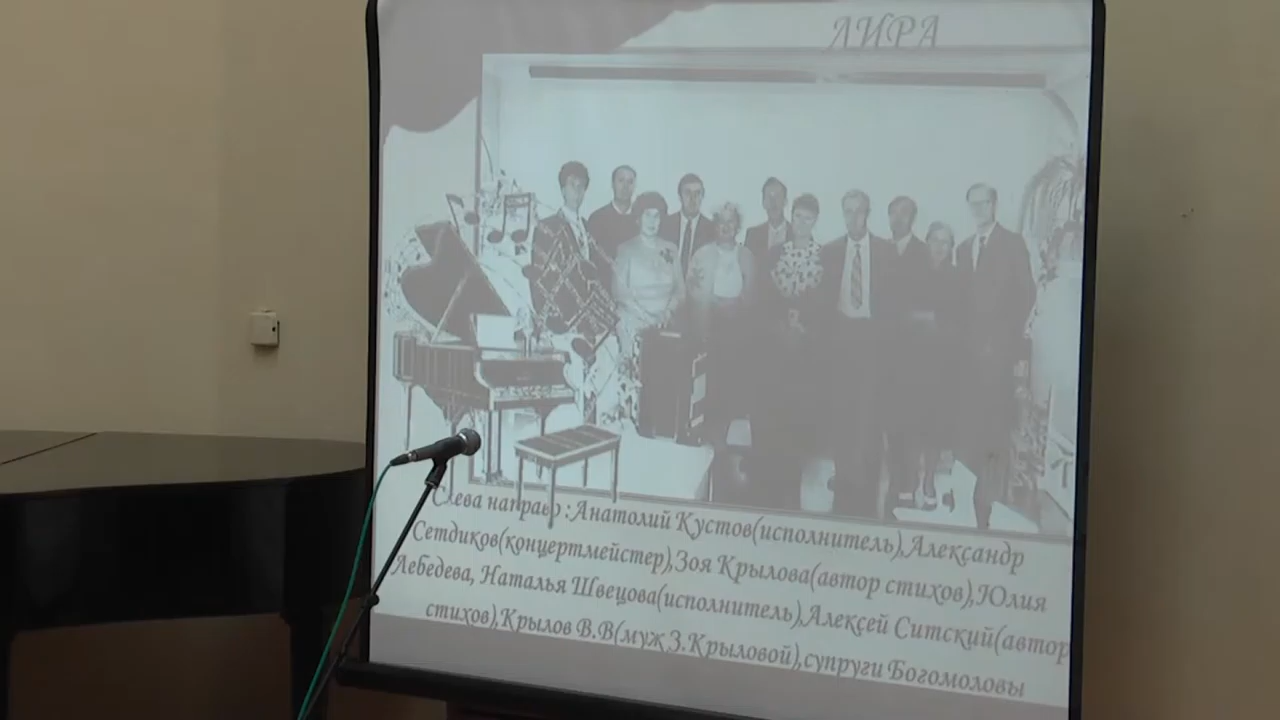 ЛИРА
Слева направо :Анатолий Кустов(исполнитель),Александр
Сетдиков(концертмейстер),Зоя Крылова(автор стихов),Юлия
Лебедева, Наталья Швецова(исполнитель),Алексей Ситский(автор
стихов),Крылов В.В(муж З.Крыловой),супруги Богомоловы